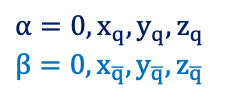 α = 0, x_q, y_q, z_q
β = 0, x_q̅, y_q̅, z_q̅